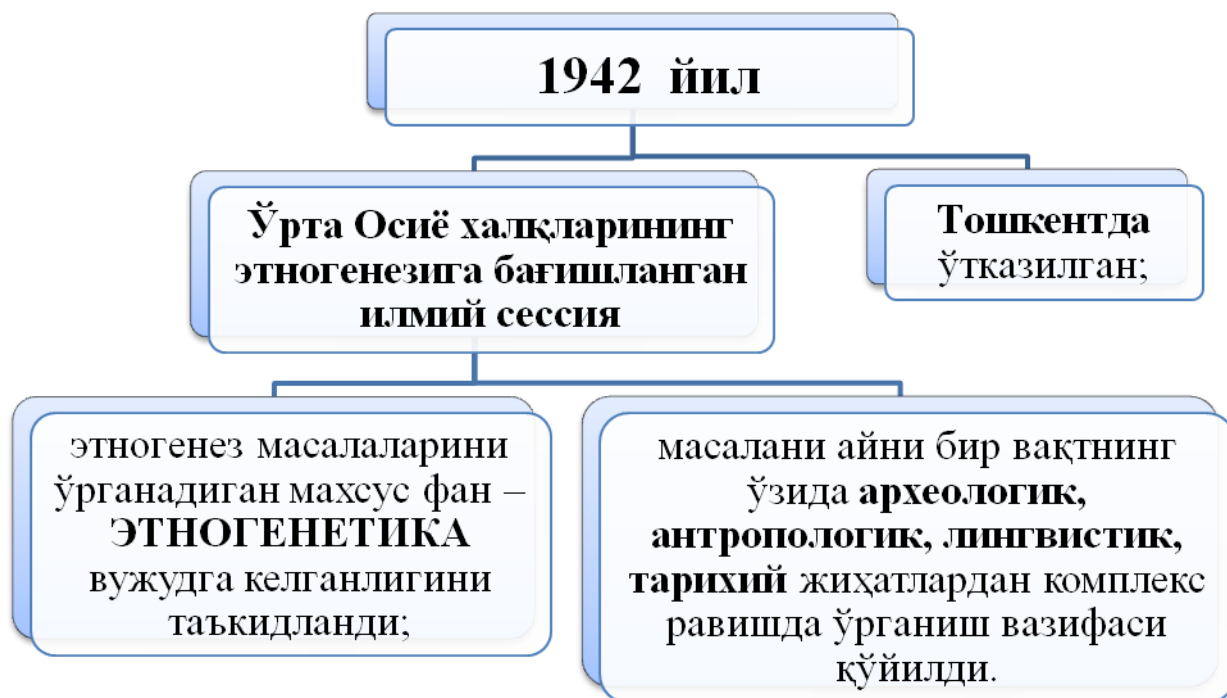 1942 йил
Ўрта Осиё халқларининг
этногенезига бағишланган
илмий сессия
Тошкентда
ўтказилган;
этногенез масалаларини
ўрганадиган махсус фан –
ЭТНОГЕНЕТИКА
вужудга келганлигини
таъкидланди;
масалани айни бир вақтнинг
ўзида археологик,
антропологик, лингвистик,
тарихий жиҳатлардан комплекс
равишда ўрганиш вазифаси
қўйилди.